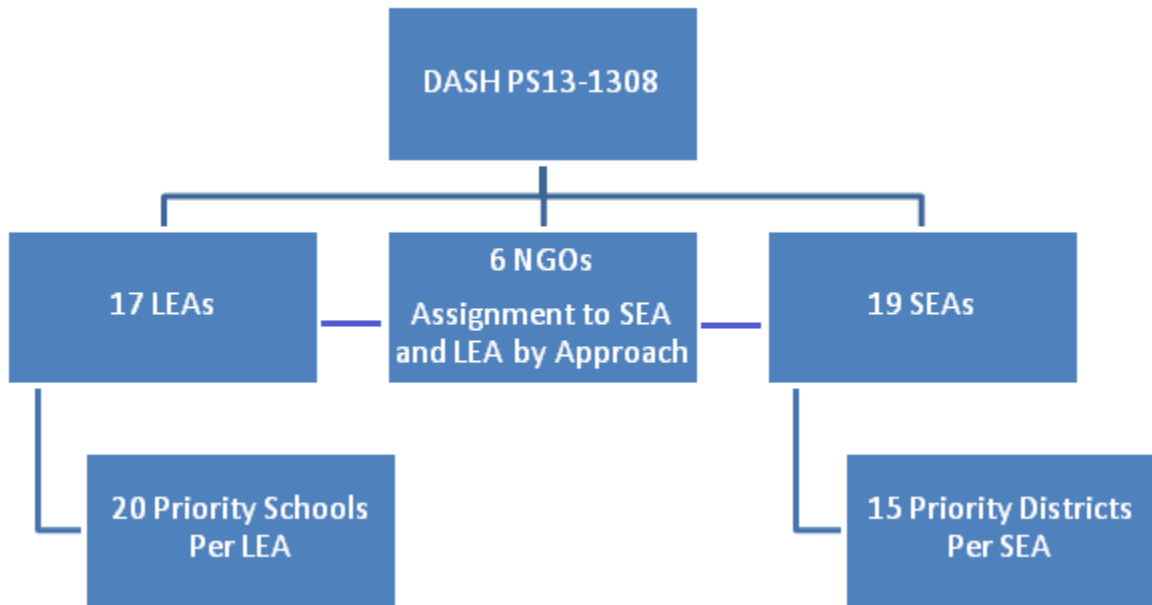 DASH PS13-1308
17 LEAs
6 NGOs
Assignment to SEA
and LEA by Approach
19 SEAs
20 Priority Schools
Per LEA
15 Priority Districts
Per SEA